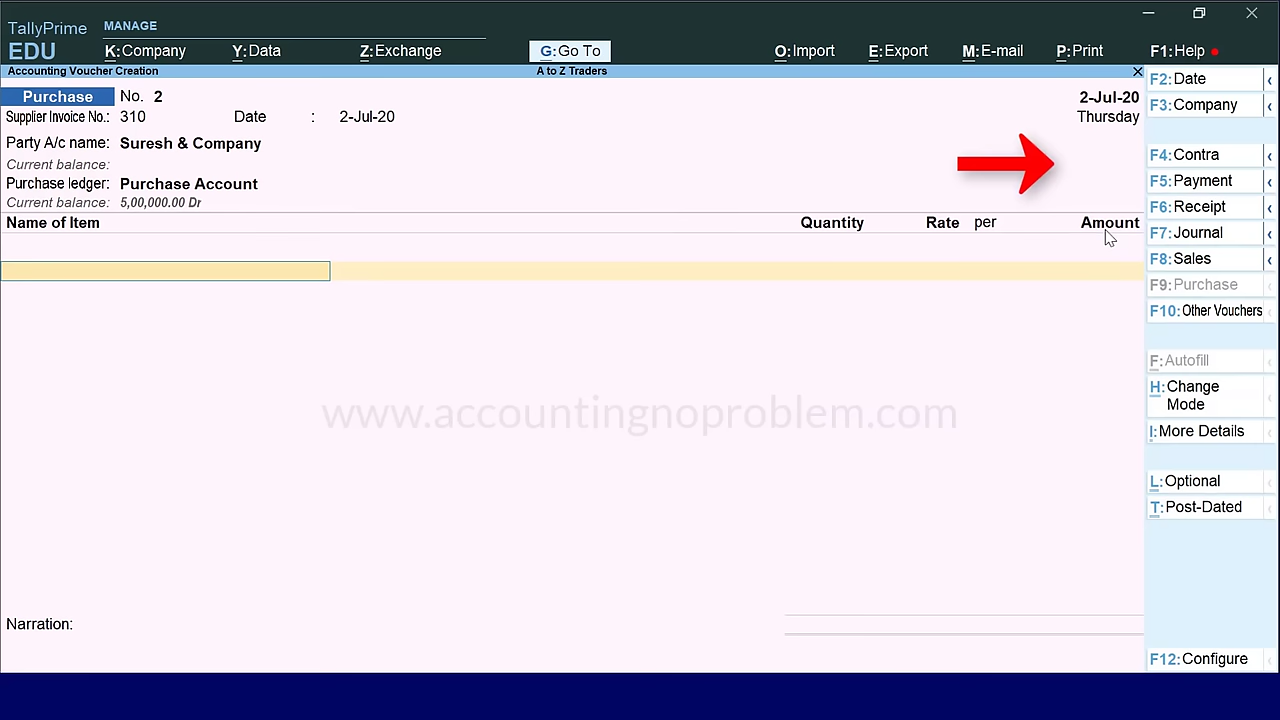 TallyPrime
EDU
MANAGE
K:Company Y:Data Z:Exchange G:Go To O:Import E:Export M:E-mail P:Print F1:Help
Accounting Voucher Creation A to Z Traders
Purchase No. 2 2-Jul-20
Supplier Invoice No.: 310 Date : 2-Jul-20 Thursday
Party A/c name: Suresh & Company
Current balance:
Purchase ledger: Purchase Account
Current balance: 5,00,000.00 Dr
Name of Item Quantity Rate per Amount
www.accountingnoproblem.com
Narration:
F2:Date
F3:Company
F4:Contra
F5:Payment
F6:Receipt
F7:Journal
F8:Sales
F9:Purchase
F10:Other Vouchers
F:Autofill
H:Change
Mode
I:More Details
L:Optional
T:Post-Dated
F12:Configure